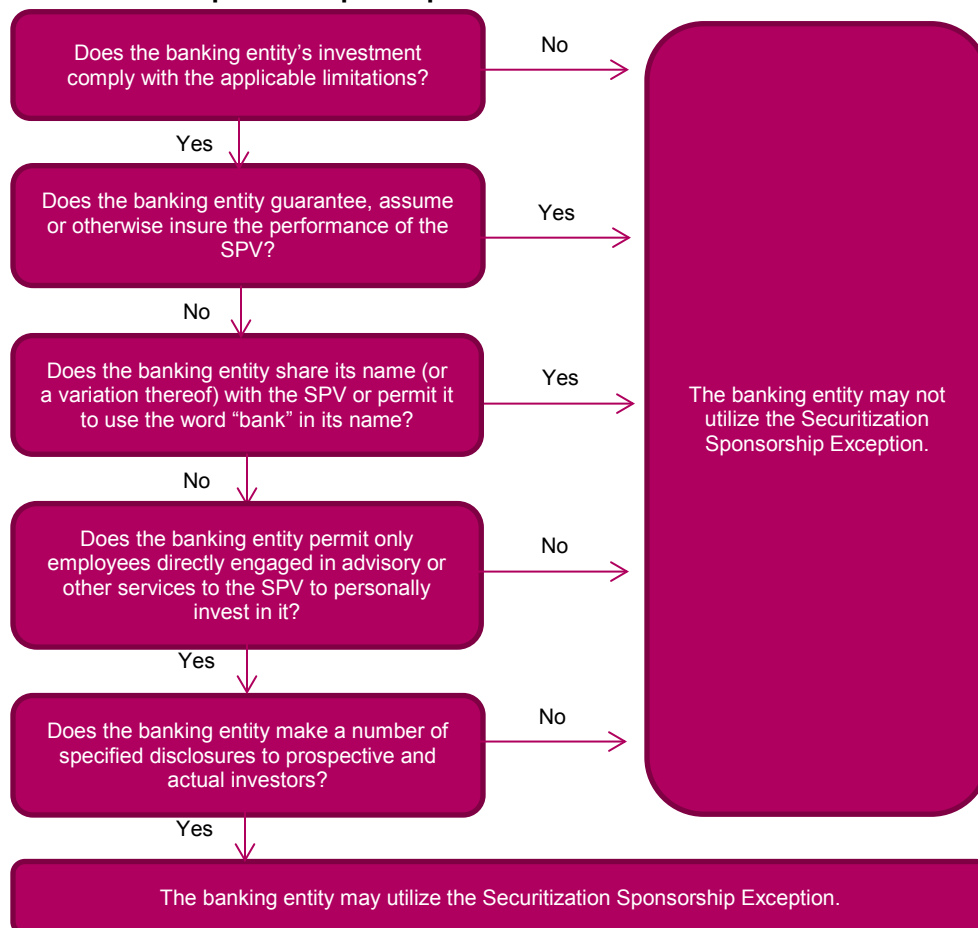 Does the banking entity's investment
comply with the applicable limitations?
No
Yes
Does the banking entity guarantee, assume
or otherwise insure the performance of the
SPV?
Yes
No
Does the banking entity share its name (or
a variation thereof) with the SPV or permit it
to use the word “bank” in its name?
Yes
No
The banking entity may not
utilize the Securitization
Sponsorship Exception.
Does the banking entity permit only
employees directly engaged in advisory or
other services to the SPV to personally
invest in it?
No
Yes
Does the banking entity make a number of
specified disclosures to prospective and
actual investors?
No
Yes
The banking entity may utilize the Securitization Sponsorship Exception.